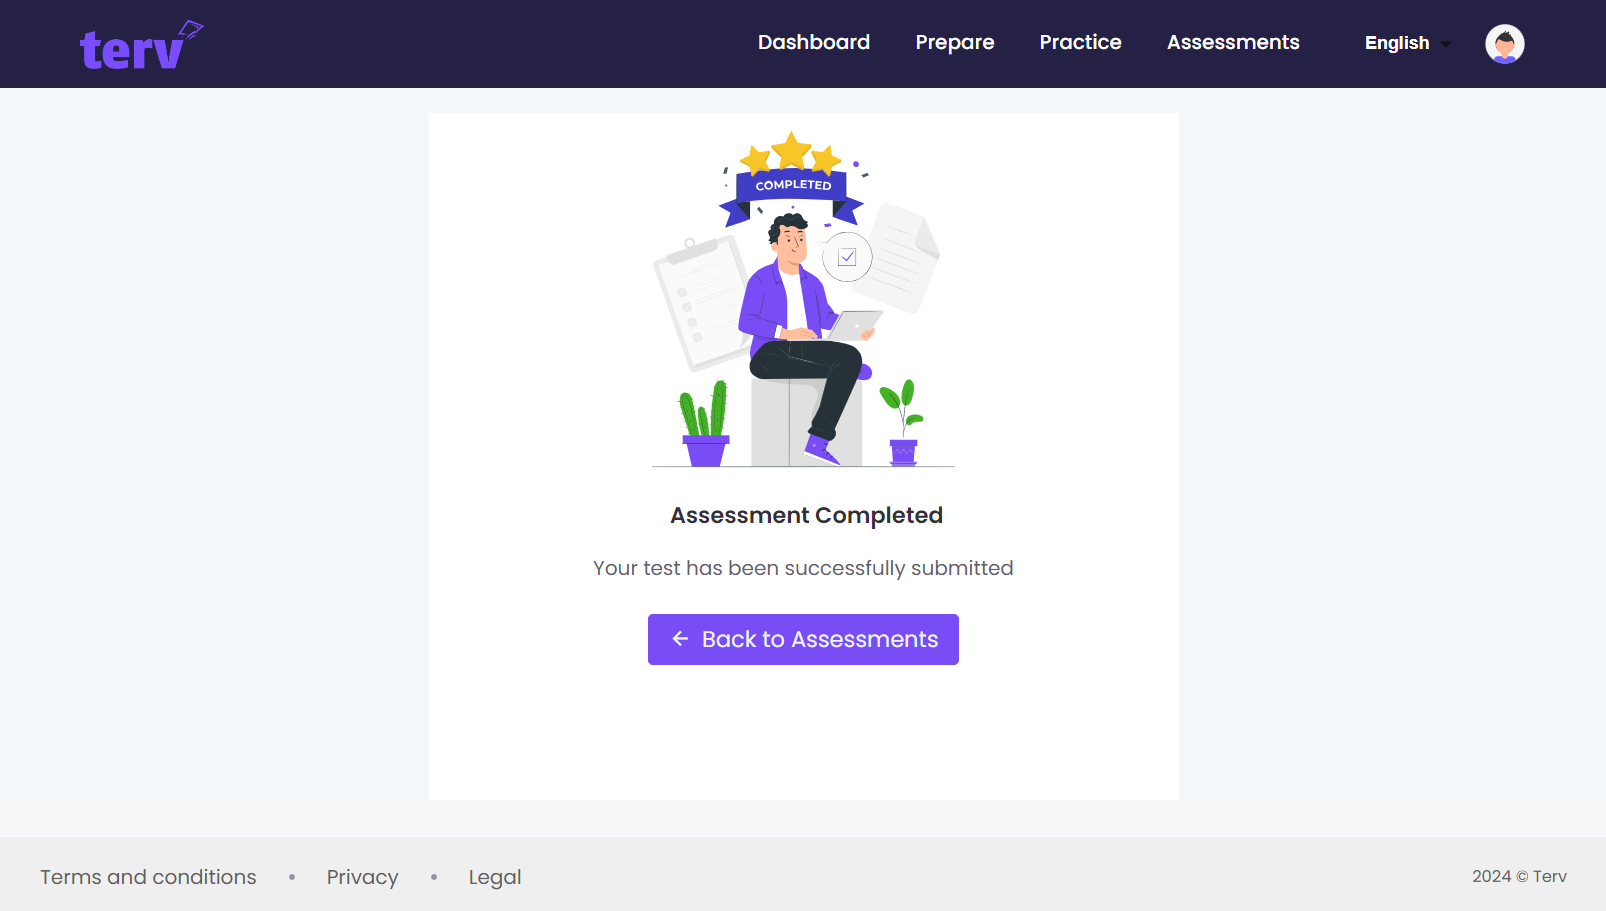 terv
Dashboard Prepare Practice Assessments English
COMPLETED
Assessment Completed
Your test has been successfully submitted
Back to Assessments
Terms and conditions • Privacy • Legal
2024 © Terv